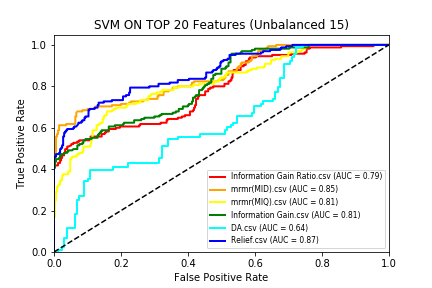 SVM ON TOP 20 Features (Unbalanced 15)
True Positive Rate
1.0
0.8
0.6
0.4
0.2
0.0
Information Gain Ratio.csv (AUC = 0.79)
mrmr(MID).csv (AUC = 0.85)
mrmr(MIQ).csv (AUC = 0.81)
Information Gain.csv (AUC = 0.81)
DA.csv (AUC = 0.64)
Relief.csv (AUC = 0.87)
0.0 0.2 0.4 0.6 0.8 1.0
False Positive Rate